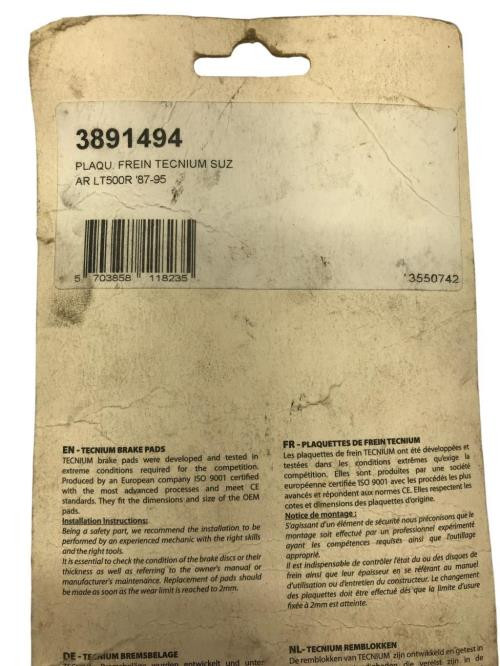 3891494
PLAQU. FREIN TECNIUM SUZ
AR LT500R '87-95
5 703858 118235
3550742
EN - TECNIUM BRAKE PADS
TECNIUM brake pads were developed and tested in
extreme conditions required for the competition.
Produced by an European company ISO 9001 certified
with the most advanced processes and meet CE
standards. They fit the dimensions and size of the OEM
pads.
Installation Instructions:
Being a safety part, we recommend the installation to be
performed by an experienced mechanic with the right skills
and the right tools.
It is essential to check the condition of the brake discs or their
thickness as well as referring to the owner's manual or
manufacturer's maintenance. Replacement of pads should
be made as soon as the wear limit is reached to 2mm.
FR - PLAQUETTES DE FREIN TECNIUM
Les plaquettes de frein TECNIUM ont été développées et
testées dans les conditions extrêmes qu'exige la
compétition. Elles sont produites par une société
européenne certifiée ISO 9001 avec les procédés les plus
avancés et répondent aux normes CE. Elles respectent les
cotes et dimensions des plaquettes d'origine.
Notice de montage :
S'agissant d'un élément de sécurité nous préconisons que le
montage soit effectué par un professionnel expérimenté
ayant les compétences requises ainsi que l'outillage
approprié.
Il est indispensable de contrôler l'état du ou des disques de
frein ainsi que leur épaisseur en se référant au manuel
d'utilisation ou d'entretien du constructeur. Le changement
des plaquettes doit être effectué dès que la limite d'usure
fixée à 2mm est atteinte.
DE - TECNIUM BREMSBELAGE
wurden entwickelt und unter
NL- TECNIUM REMBLOKKEN
De remblokken van TECNIUM zijn ontwikkeld en getest in
die vereist zijn in de